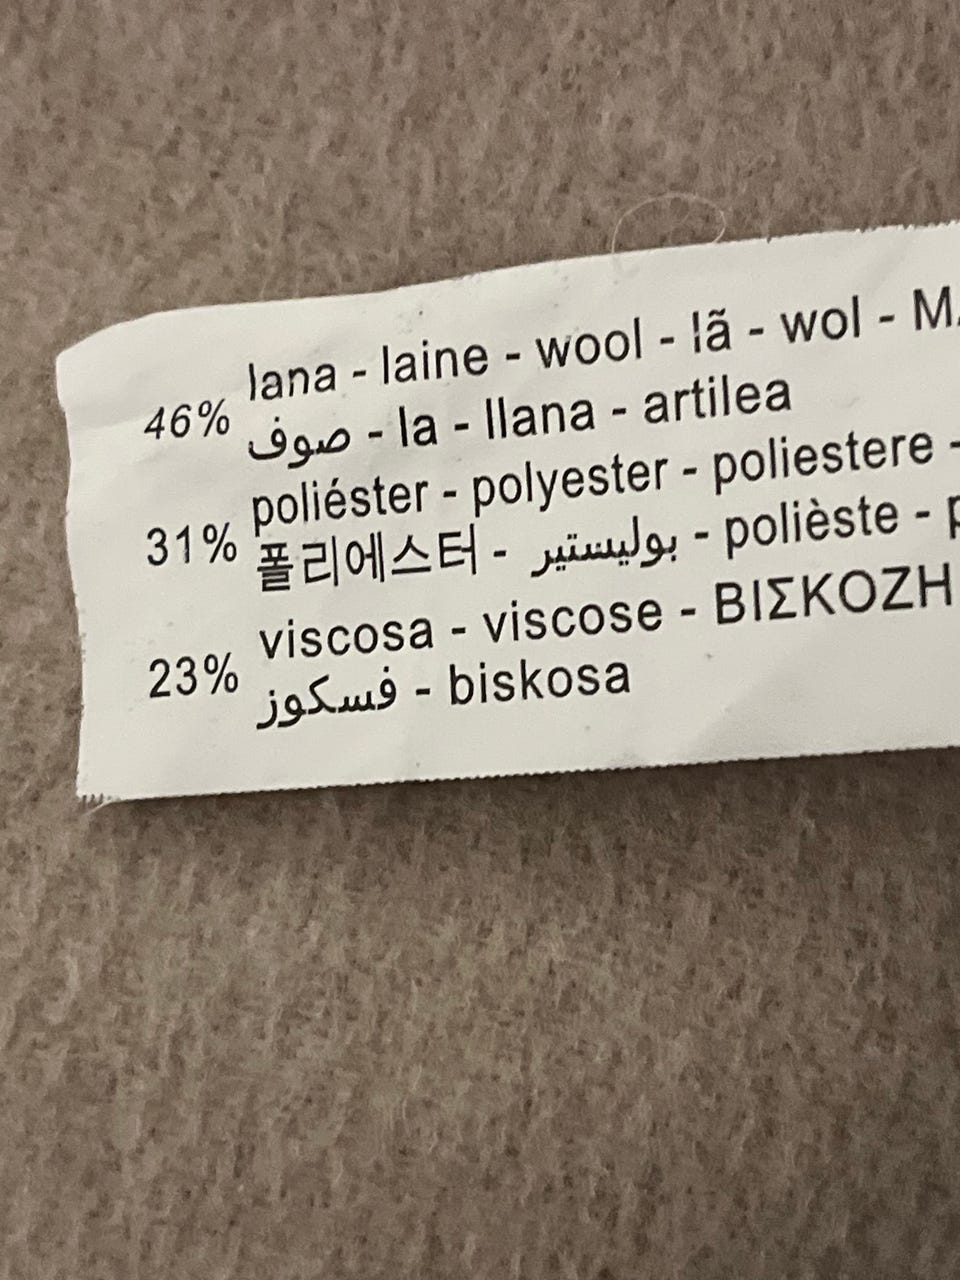 46% lana - laine - wool - lã - wol -
صوف - la - llana - artilea
31% poliéster - polyester - poliestere -
폴리에스터 - بوليستير - polièste -
23% viscosa - viscose - ΒΙΣΚΟΖΗ
فسكوز - biskosa